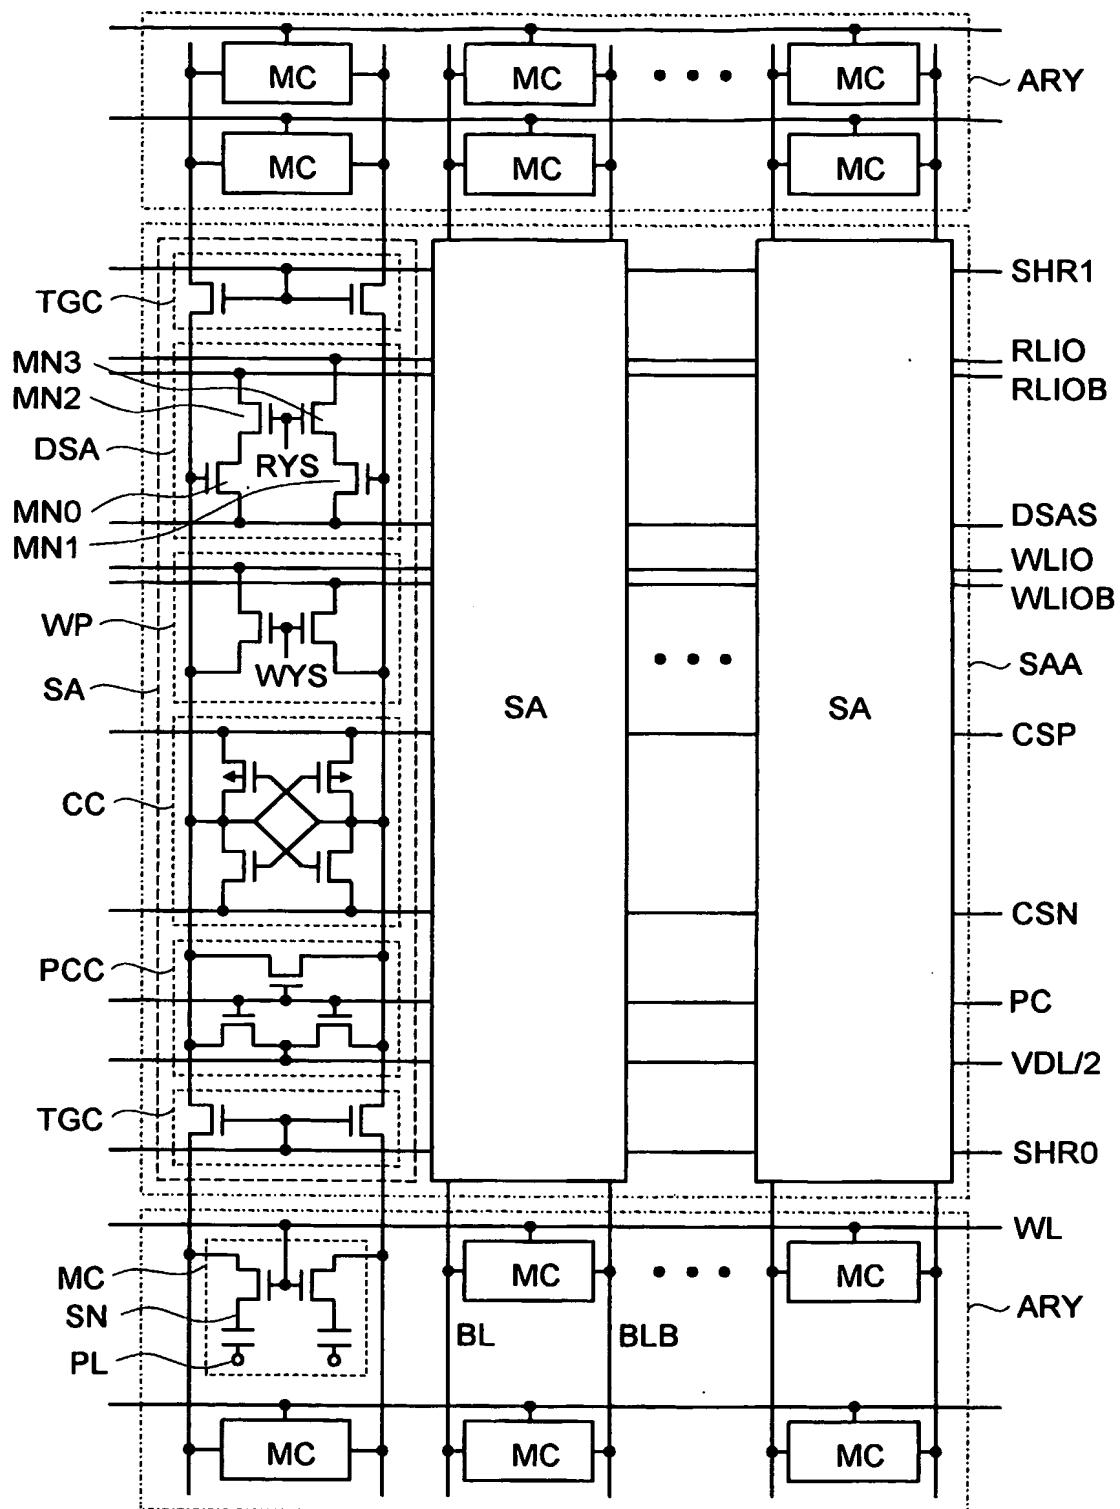 MC MC MC ARY
MC MC MC
SHR1
TGC
RLIO
MN3
RLIOB
MN2
DSA
RYS
MN0
DSAS
MN1
WLIO
WLIOB
WP
WYS
SAA
SA
SA SA
CSP
CC
CSN
PCC
PC
VDL/2
TGC
SHR0
WL
MC MC MC
SN
ARY
BL BLB
PL
MC MC MC